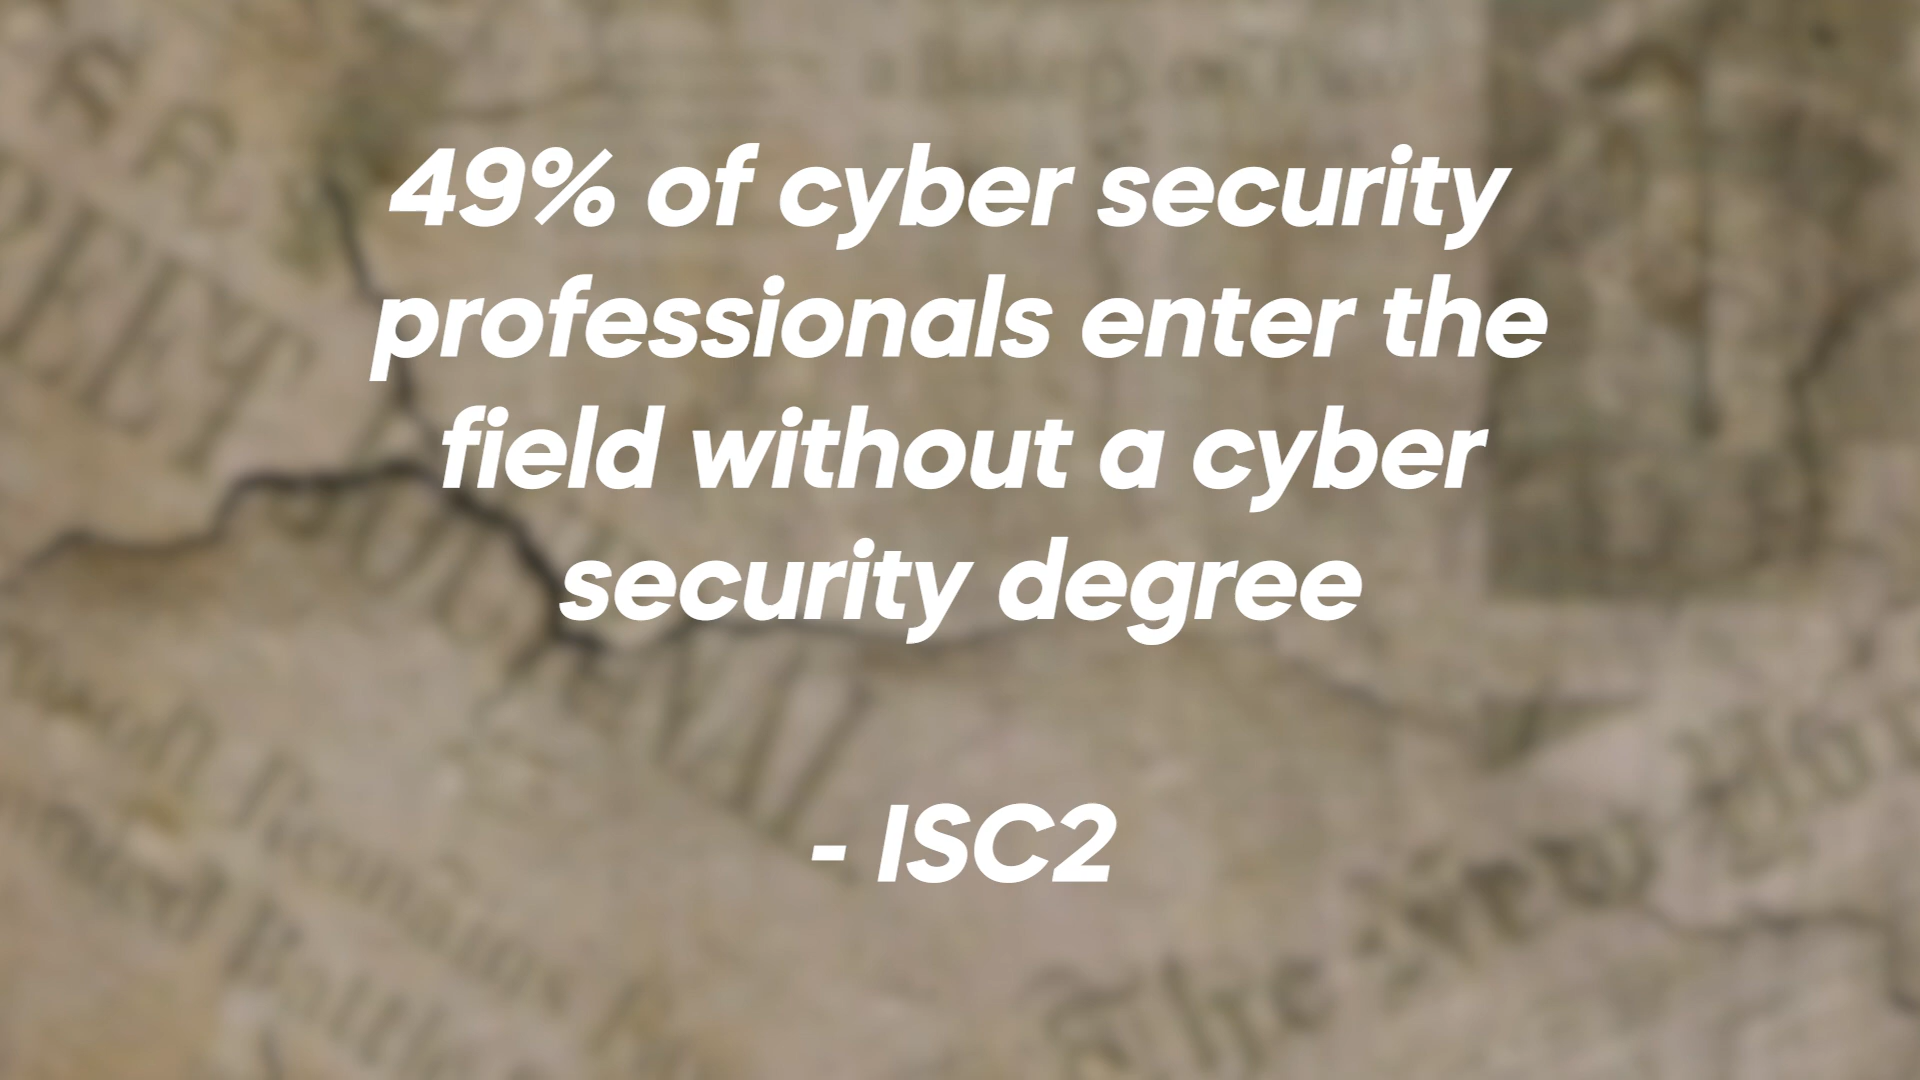 49% of cyber security
professionals enter the
field without a cyber
security degree
- ISC2